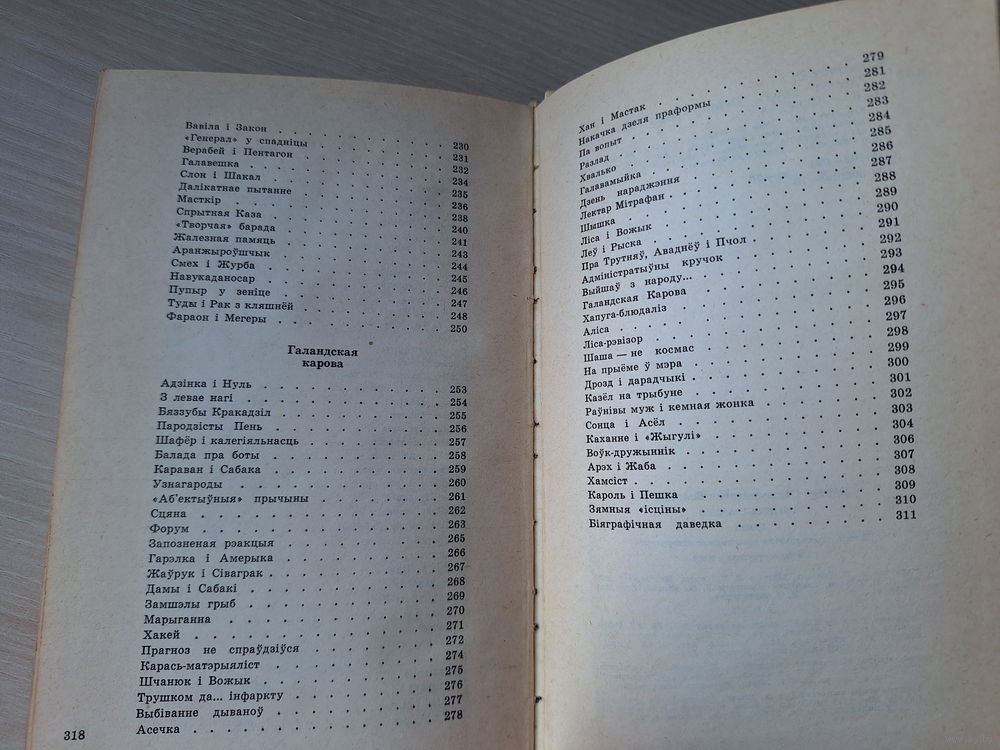 Вавіла і Закон . . . . . . . . 230
«Генерал» у спадніцы . . . . . . . 231
Верабей і Пентагон . . . . . . . 232
Галавешка . . . . . . . . . 234
Слон і Шакал . . . . . . . . 235
Далікатнае пытанне . . . . . . . 236
Масткір . . . . . . . . . 238
Спрытная Каза . . . . . . . . 240
«Творчая» барада . . . . . . . 241
Жалезная памяць . . . . . . . . 243
Аранжыроўшчык . . . . . . . . 244
Смех і Журба . . . . . . . . 245
Навукаданосар . . . . . . . . 246
Пупыр у зеніце . . . . . . . . 247
Туды і Рак з кляшнёй . . . . . . . 248
Фараон і Мегеры . . . . . . . . 250
Галандская
карова
Адзінка і Нуль . . . . . . . . 253
З левае нагі . . . . . . . . 254
Бяззубы Кракадзіл . . . . . . . 255
Пародзісты Пень . . . . . . . . 256
Шафёр і калегіяльнасць . . . . . . 257
Балада пра боты . . . . . . . . 258
Караван і Сабака . . . . . . . . 259
Узнагароды . . . . . . . . . 260
«Аб'ектыўныя» прычыны . . . . . . 261
Сцяна . . . . . . . . . . 262
Форум . . . . . . . . . . 263
Запозненая рэакцыя . . . . . . . 265
Гарэлка і Амерыка . . . . . . . 266
Жаўрук і Сіваграк . . . . . . . . 267
Дамы і Сабакі . . . . . . . . 268
Замшэлы грыб . . . . . . . . 269
Марыганна . . . . . . . . . 270
Хакей . . . . . . . . . . 271
Прагноз не спраўдзіўся . . . . . . 272
Карась-матэрыяліст . . . . . . . 274
Шчанюк і Вожык . . . . . . . . 275
Трушком да... інфаркту . . . . . . 276
Выбіванне дываноў . . . . . . . 277
Асечка . . . . . . . . . . 278
318
Хан і Мастак . . . . . . . . 279
Накачка дзеля праформы . . . . . . 281
Па вопыт . . . . . . . . . 282
Разлад . . . . . . . . . . 283
Хвалько . . . . . . . . . 284
Галавамыйка . . . . . . . . 285
Дзень нараджэння . . . . . . . 286
Лектар Мітрафан . . . . . . . . 287
Шышка . . . . . . . . . . 288
Ліса і Вожык . . . . . . . . 289
Леў і Рыска . . . . . . . . . 290
Пра Трутняў, Аваднёў і Пчол . . . . . 291
Адміністратыўны кручок . . . . . . 292
Выйшаў з народу... . . . . . . . 293
Галандская Карова . . . . . . . 294
Хапуга-блюдаліз . . . . . . . . 295
Аліса . . . . . . . . . . 296
Ліса-рэвізор . . . . . . . . 297
Шаша — не космас . . . . . . . 298
На прыёме ў мэра . . . . . . . 299
Дрозд і дарадчыкі . . . . . . . . 300
Казёл на трыбуне . . . . . . . 301
Раўнівы муж і кемная жонка . . . . . 302
Сонца і Асёл . . . . . . . . 303
Каханне і «Жыгулі» . . . . . . . 304
Воўк-дружыннік . . . . . . . . 306
Арэх і Жаба . . . . . . . . . 307
Хамсіст . . . . . . . . . . 308
Кароль і Пешка . . . . . . . . 309
Зямныя «ісціны» . . . . . . . . 310
Біяграфічная даведка . . . . . . . 311